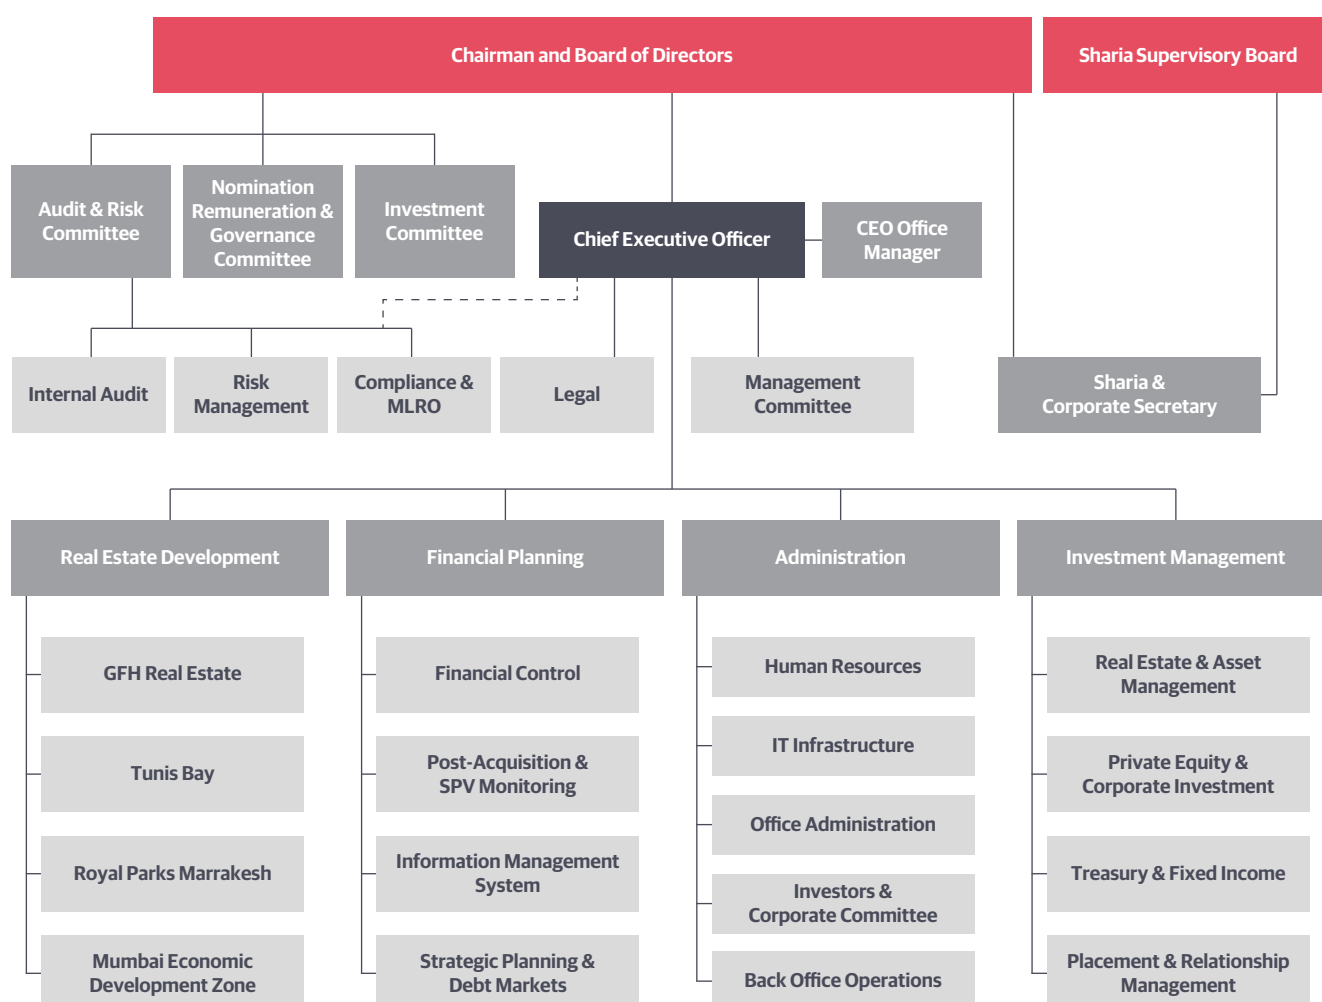 Chairman and Board of Directors
Sharia Supervisory Board
Audit & Risk
Committee
Nomination
Remuneration &
Governance
Committee
Investment
Committee
Chief Executive Officer
CEO Office
Manager
Internal Audit
Risk
Management
Compliance &
MLRO
Legal
Management
Committee
Sharia &
Corporate Secretary
Real Estate Development
Financial Planning
Administration
Investment Management
GFH Real Estate
Tunis Bay
Royal Parks Marrakesh
Mumbai Economic
Development Zone
Financial Control
Post-Acquisition &
SPV Monitoring
Information Management
System
Strategic Planning &
Debt Markets
Human Resources
IT Infrastructure
Office Administration
Investors &
Corporate Committee
Back Office Operations
Real Estate & Asset
Management
Private Equity &
Corporate Investment
Treasury & Fixed Income
Placement & Relationship
Management